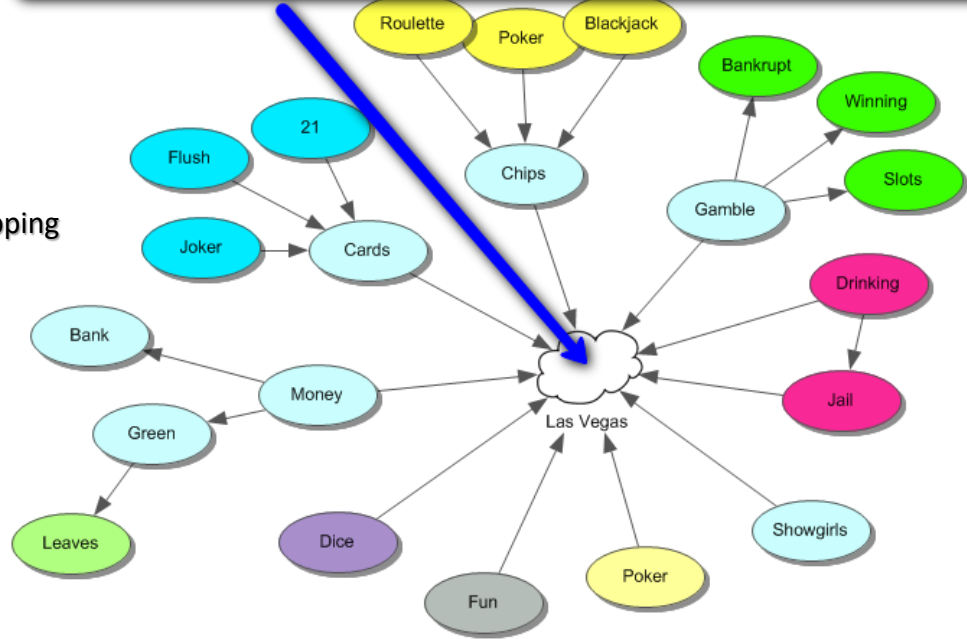 Roulette
Poker
Blackjack
Bankrupt
Winning
21
Flush
Chips
Slots
Gamble
pping
Joker
Cards
Drinking
Bank
Money
Jail
Green
Las Vegas
Showgirls
Leaves
Dice
Poker
Fun